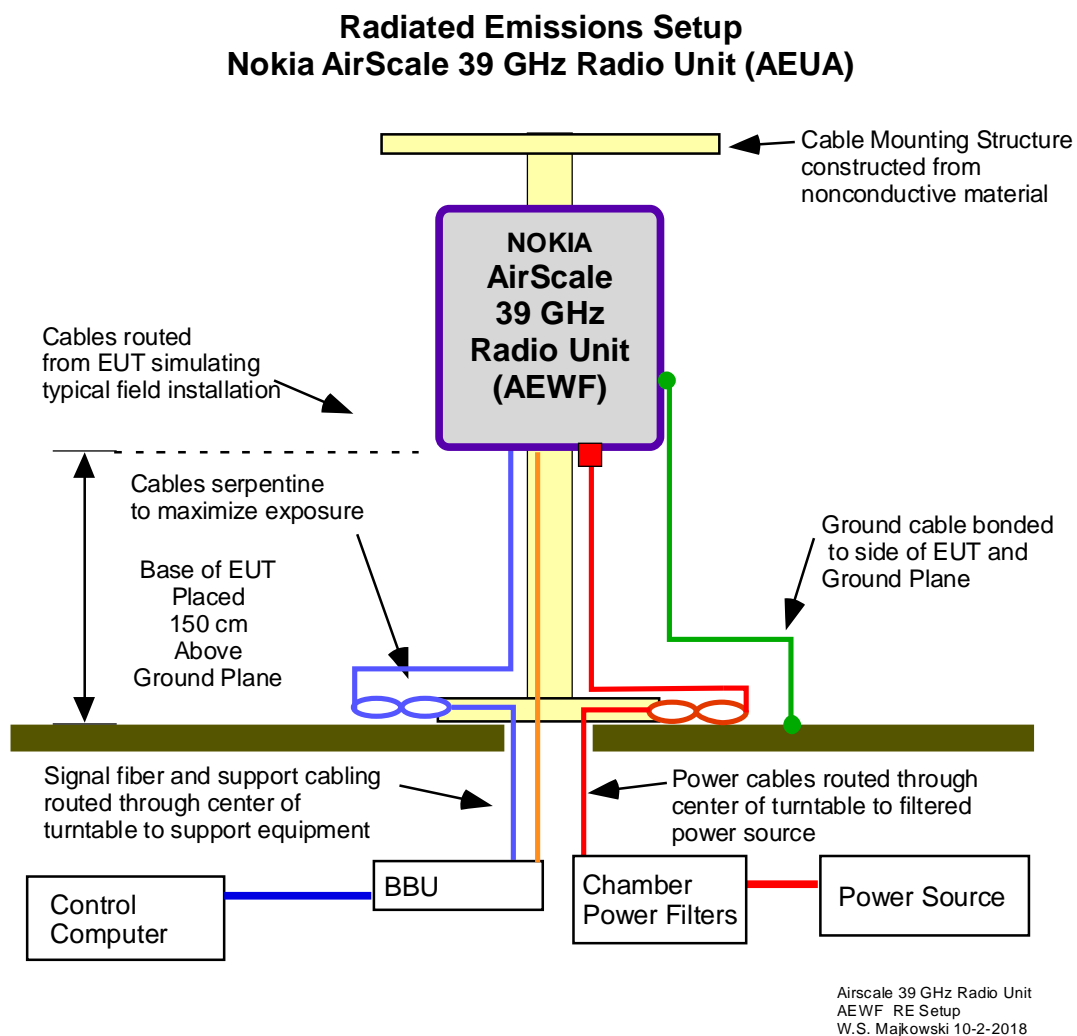 Radiated Emissions Setup
Nokia AirScale 39 GHz Radio Unit (AEUA)
Cable Mounting Structure
constructed from
nonconductive material
NOKIA
AirScale
39 GHz
Radio Unit
(AEWF)
Cables routed
from EUT simulating
typical field installation
Cables serpentine
to maximize exposure
Base of EUT
Placed
150 cm
Above
Ground Plane
Ground cable bonded
to side of EUT and
Ground Plane
Signal fiber and support cabling
routed through center of
turntable to support equipment
Power cables routed through
center of turntable to filtered
power source
Control
Computer
BBU
Chamber
Power Filters
Power Source
Airscale 39 GHz Radio Unit
AEWF RE Setup
W.S. Majkowski 10-2-2018